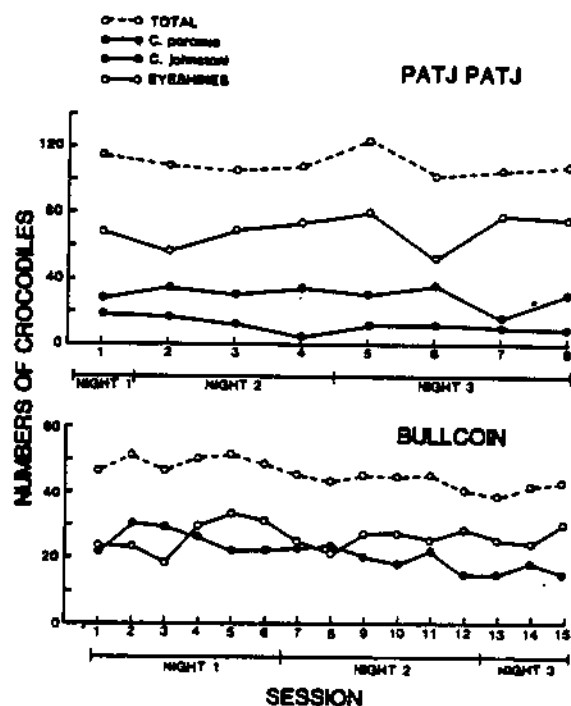 TOTAL
C. porosus
C. johnstoni
EYESHINES
PATJ PATJ
NUMBERS OF CROCODILES
120
80
40
0
1 2 3 4 5 6 7 8
NIGHT 1 NIGHT 2 NIGHT 3
BULLCOIN
60
40
20
0
1 2 3 4 5 6 7 8 9 10 11 12 13 14 15
NIGHT 1 NIGHT 2 NIGHT 3
SESSION